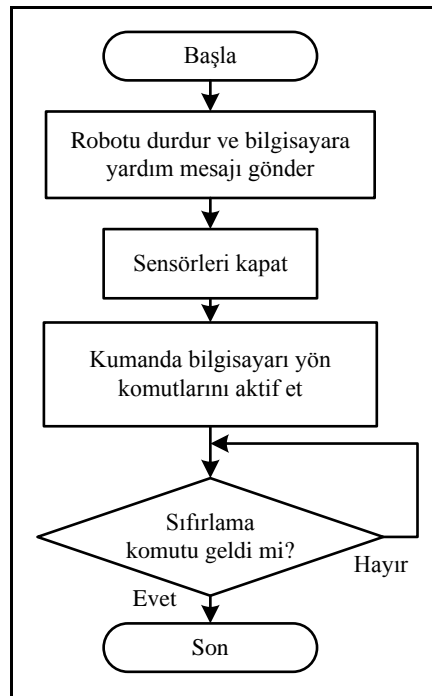 Başla
Robotu durdur ve bilgisayara
yardım mesajı gönder
Sensörleri kapat
Kumanda bilgisayarı yön
komutlarını aktif et
Sıfırlama
komutu geldi mi?
Hayır
Evet
Son